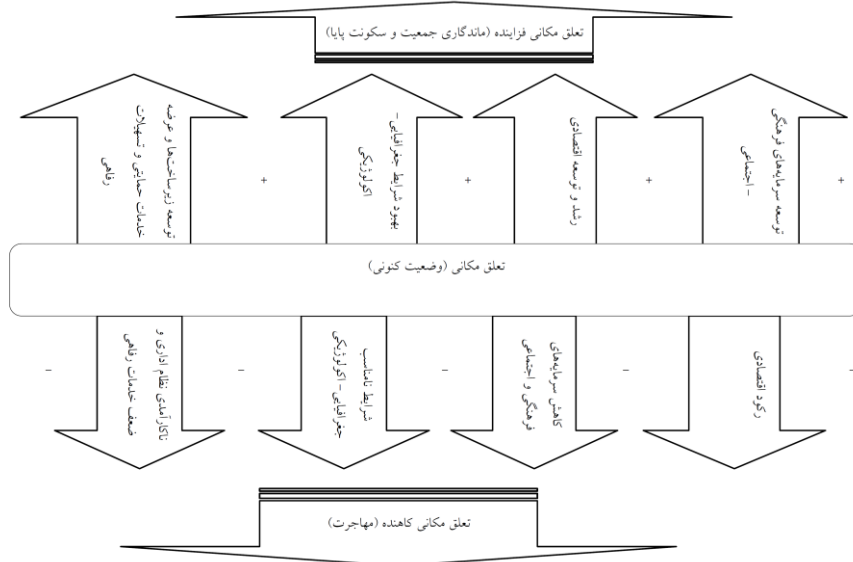 تعلق مکانی فزاینده (ماندگاری جمعیت و سکونت پایا)
توسعه سرمایه‌های فرهنگی
– اجتماعی
رشد و توسعه اقتصادی
بهبود شرایط جغرافیایی –
اکولوژیکی
توسعه زیرساخت‌ها و عرضه
خدمات حمایتی و تسهیلات
رفاهی
+
+
+
+
تعلق مکانی (وضعیت کنونی)
رکود اقتصادی
کاهش سرمایه‌های
فرهنگی و اجتماعی
شرایط نامناسب
جغرافیایی – اکولوژیکی
ناکارآمدی نظام اداری و
ضعف خدمات رفاهی
–
–
–
–
–
تعلق مکانی کاهنده (مهاجرت)